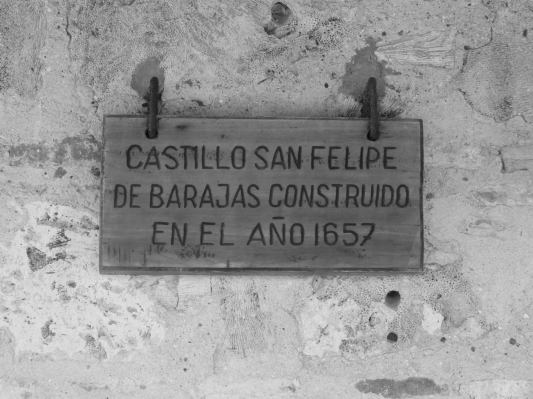 CASTILLO SAN FELIPE
DE BARAJAS CONSTRUIDO
EN EL AÑO 1657